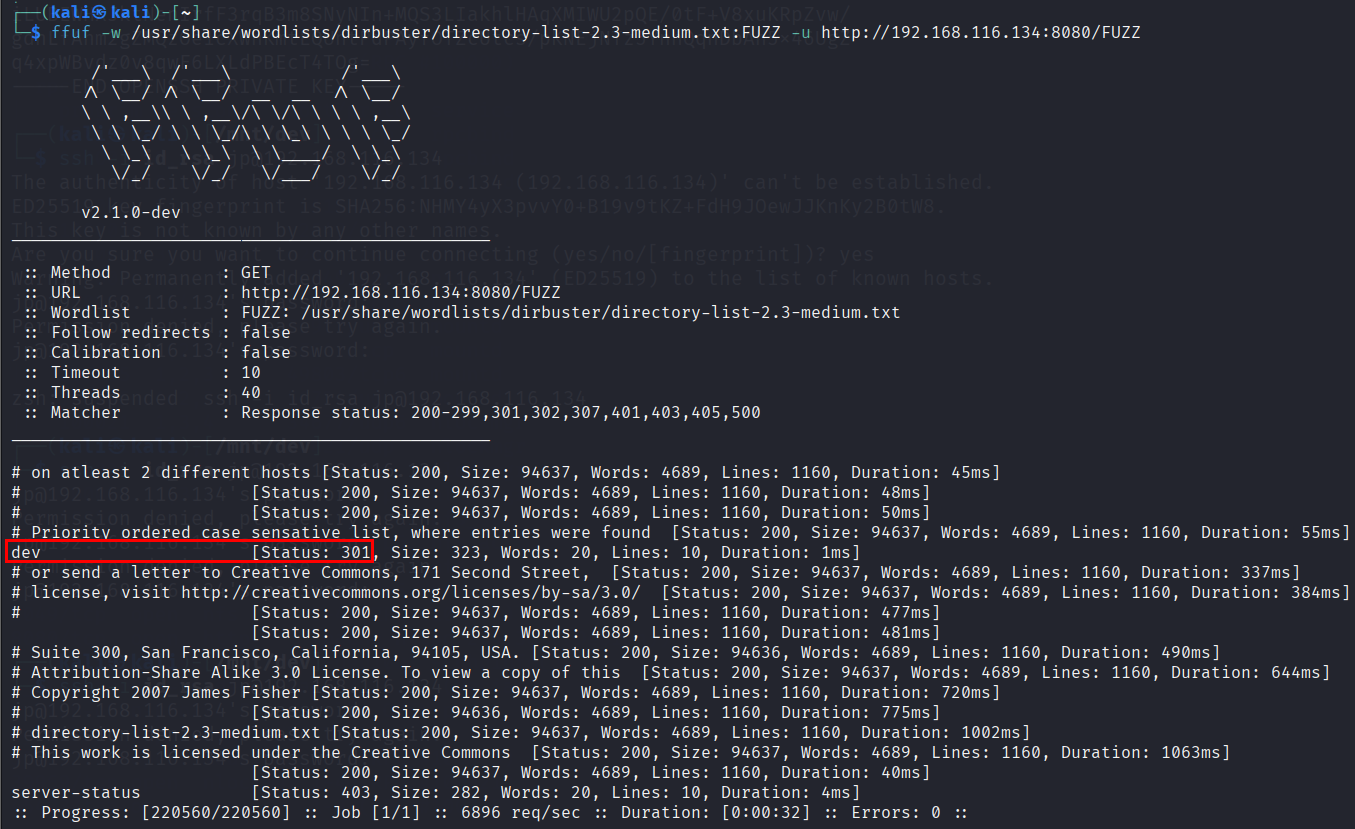 ┌──(kali㉿kali)-[~]
└─$ ffuf -w /usr/share/wordlists/dirbuster/directory-list-2.3-medium.txt:FUZZ -u http://192.168.116.134:8080/FUZZ
v2.1.0-dev
:: Method : GET
:: URL : http://192.168.116.134:8080/FUZZ
:: Wordlist : FUZZ: /usr/share/wordlists/dirbuster/directory-list-2.3-medium.txt
:: Follow redirects : false
:: Calibration : false
:: Timeout : 10
:: Threads : 40
:: Matcher : Response status: 200-299,301,302,307,401,403,405,500
# on atleast 2 different hosts [Status: 200, Size: 94637, Words: 4689, Lines: 1160, Duration: 45ms]
# [Status: 200, Size: 94637, Words: 4689, Lines: 1160, Duration: 48ms]
# [Status: 200, Size: 94637, Words: 4689, Lines: 1160, Duration: 50ms]
# Priority ordered case sensative list, where entries were found [Status: 200, Size: 94637, Words: 4689, Lines: 1160, Duration: 55ms]
dev [Status: 301, Size: 323, Words: 20, Lines: 10, Duration: 1ms]
# or send a letter to Creative Commons, 171 Second Street, [Status: 200, Size: 94637, Words: 4689, Lines: 1160, Duration: 337ms]
# license, visit http://creativecommons.org/licenses/by-sa/3.0/ [Status: 200, Size: 94637, Words: 4689, Lines: 1160, Duration: 384ms]
# [Status: 200, Size: 94637, Words: 4689, Lines: 1160, Duration: 477ms]
[Status: 200, Size: 94637, Words: 4689, Lines: 1160, Duration: 481ms]
# Suite 300, San Francisco, California, 94105, USA. [Status: 200, Size: 94636, Words: 4689, Lines: 1160, Duration: 490ms]
# Attribution-Share Alike 3.0 License. To view a copy of this [Status: 200, Size: 94637, Words: 4689, Lines: 1160, Duration: 644ms]
# Copyright 2007 James Fisher [Status: 200, Size: 94637, Words: 4689, Lines: 1160, Duration: 720ms]
# [Status: 200, Size: 94636, Words: 4689, Lines: 1160, Duration: 775ms]
# directory-list-2.3-medium.txt [Status: 200, Size: 94637, Words: 4689, Lines: 1160, Duration: 1002ms]
# This work is licensed under the Creative Commons [Status: 200, Size: 94637, Words: 4689, Lines: 1160, Duration: 1063ms]
[Status: 200, Size: 94637, Words: 4689, Lines: 1160, Duration: 40ms]
server-status [Status: 403, Size: 282, Words: 20, Lines: 10, Duration: 4ms]
:: Progress: [220560/220560] :: Job [1/1] :: 6896 req/sec :: Duration: [0:00:32] :: Errors: 0 ::